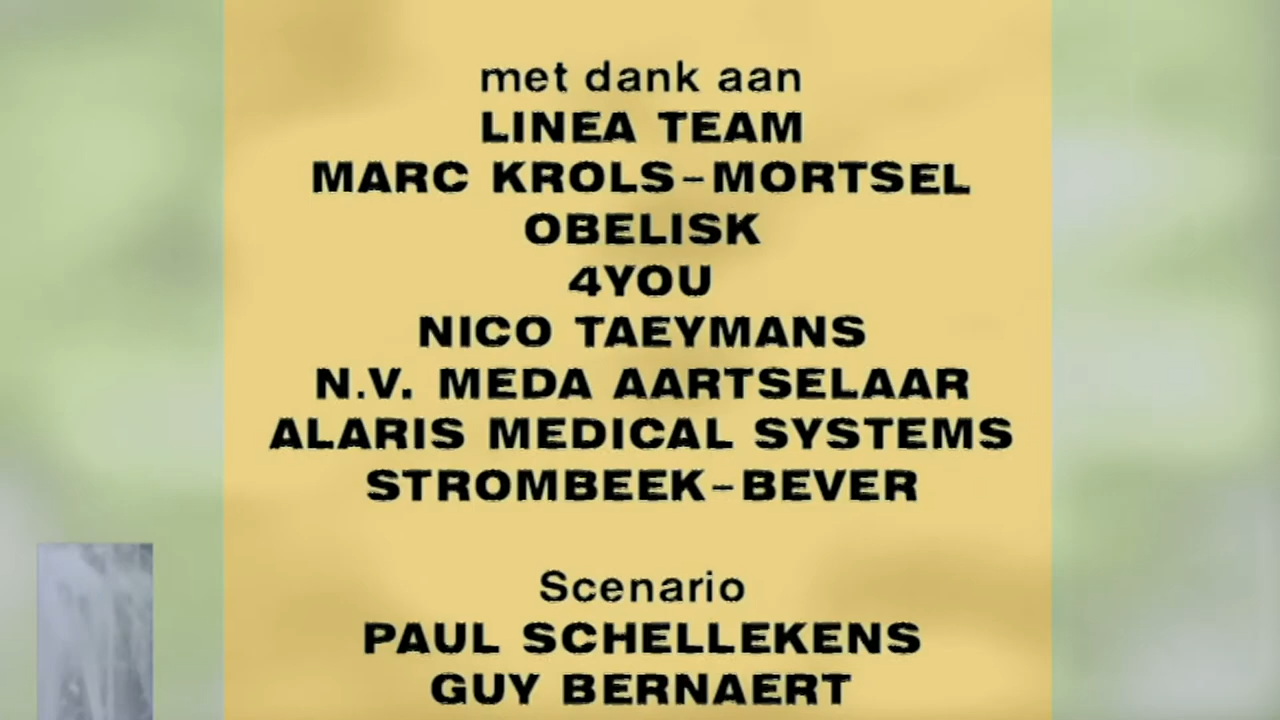 met dank aan
LINEA TEAM
MARC KROLS-MORTSEL
OBELISK
4YOU
NICO TAEYMANS
N.V. MEDA AARTSELAAR
ALARIS MEDICAL SYSTEMS
STROMBEEK-BEVER
Scenario
PAUL SCHELLEKENS
GUY BERNAERT